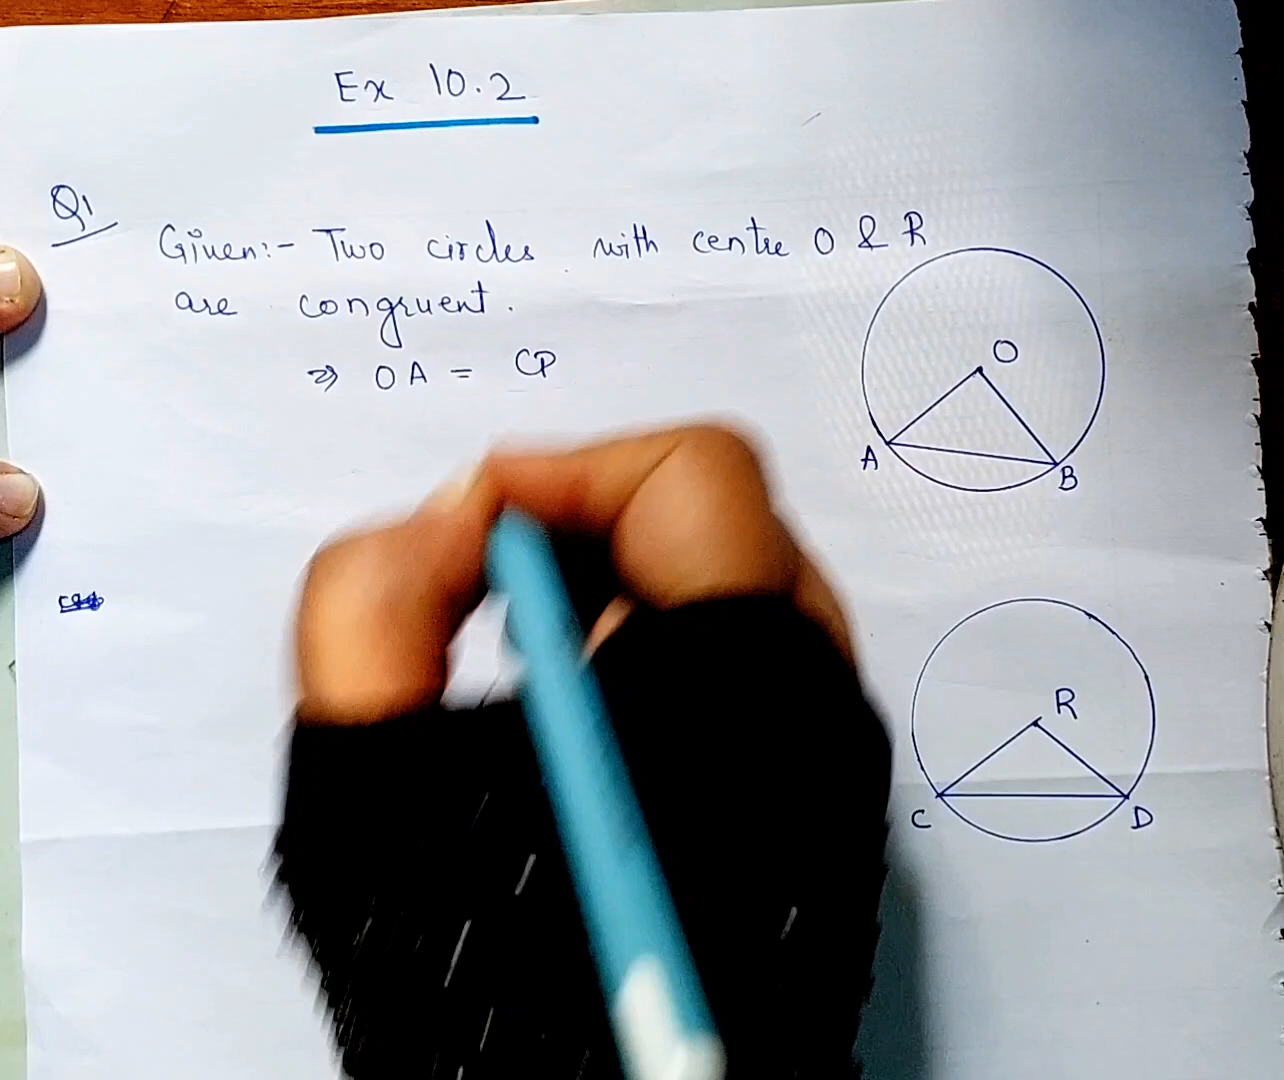 Ex 10.2
Q1
Given:- Two circles with centre O & R
are congruent.
⇒ OA = CP
O
A
B
R
C
D